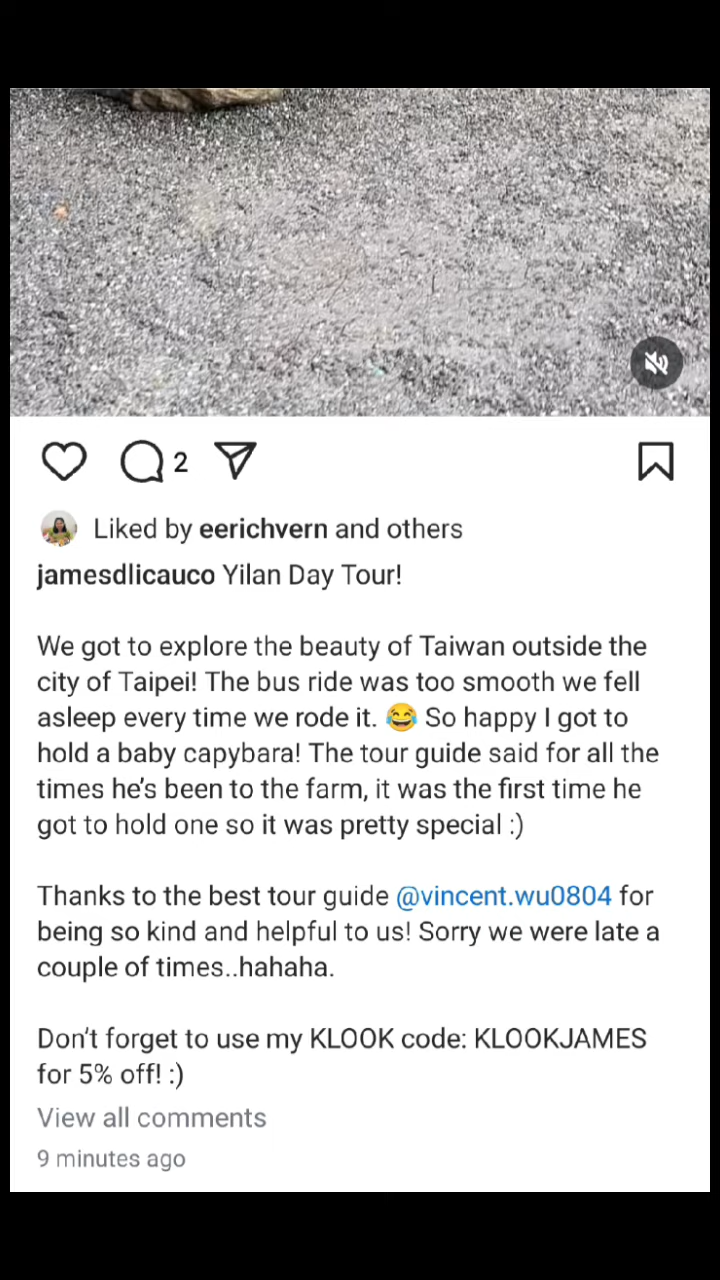 2
Liked by eerichvern and others
jamesdlicauco Yilan Day Tour!
We got to explore the beauty of Taiwan outside the
city of Taipei! The bus ride was too smooth we fell
asleep every time we rode it. 😂 So happy I got to
hold a baby capybara! The tour guide said for all the
times he's been to the farm, it was the first time he
got to hold one so it was pretty special :)
Thanks to the best tour guide @vincent.wu0804 for
being so kind and helpful to us! Sorry we were late a
couple of times..hahaha.
Don't forget to use my KLOOK code: KLOOKJAMES
for 5% off! :)
View all comments
9 minutes ago